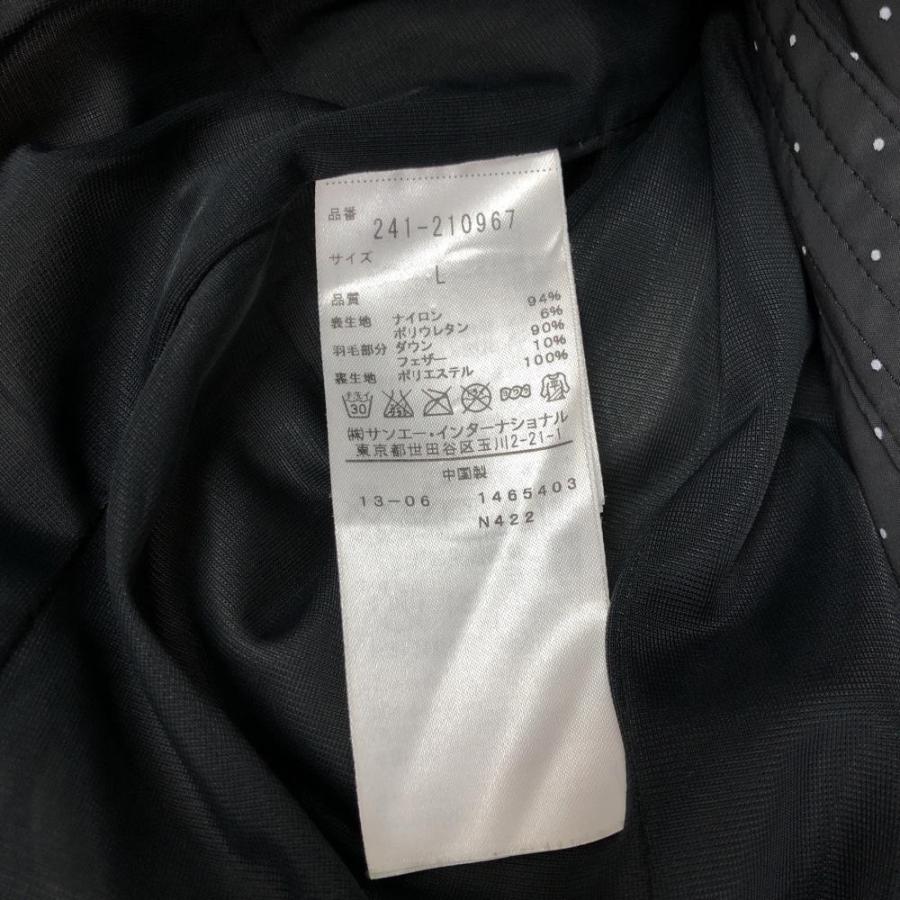 品番
241-210967
サイズ
L
品質
表生地 ナイロン 94%
ポリウレタン 6%
羽毛部分 ダウン 90%
フェザー 10%
裏生地 ポリエステル 100%
30
㈱サンエー・インターナショナル
東京都世田谷区玉川2-21-1
中国製
13-06 1465403
N422